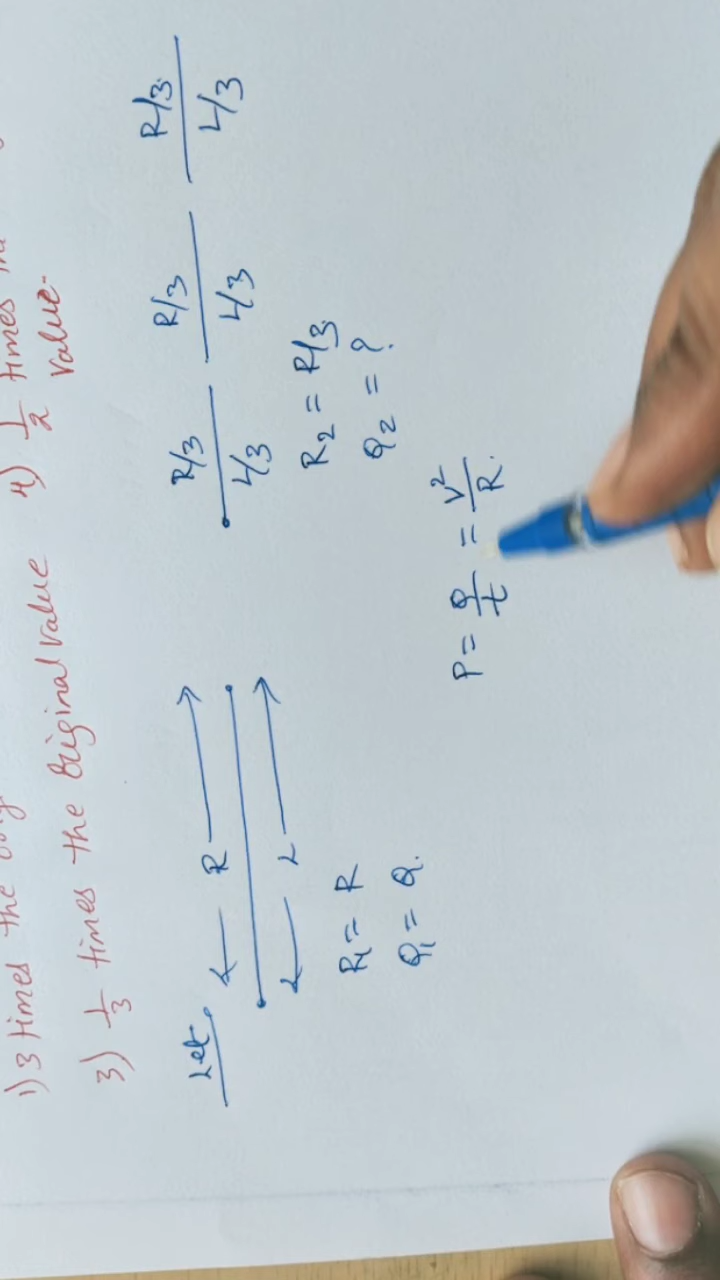 1) 3 times the
3) 1/3 times the original value 4) 1/2 times
value.
Let
← R →
← L →
R/3 R/3 R/3
L/3 L/3 L/3
R₁ = R
Q₁ = Q.
R₂ = R/3
Q₂ = ?
P = Q/t = V²/R.